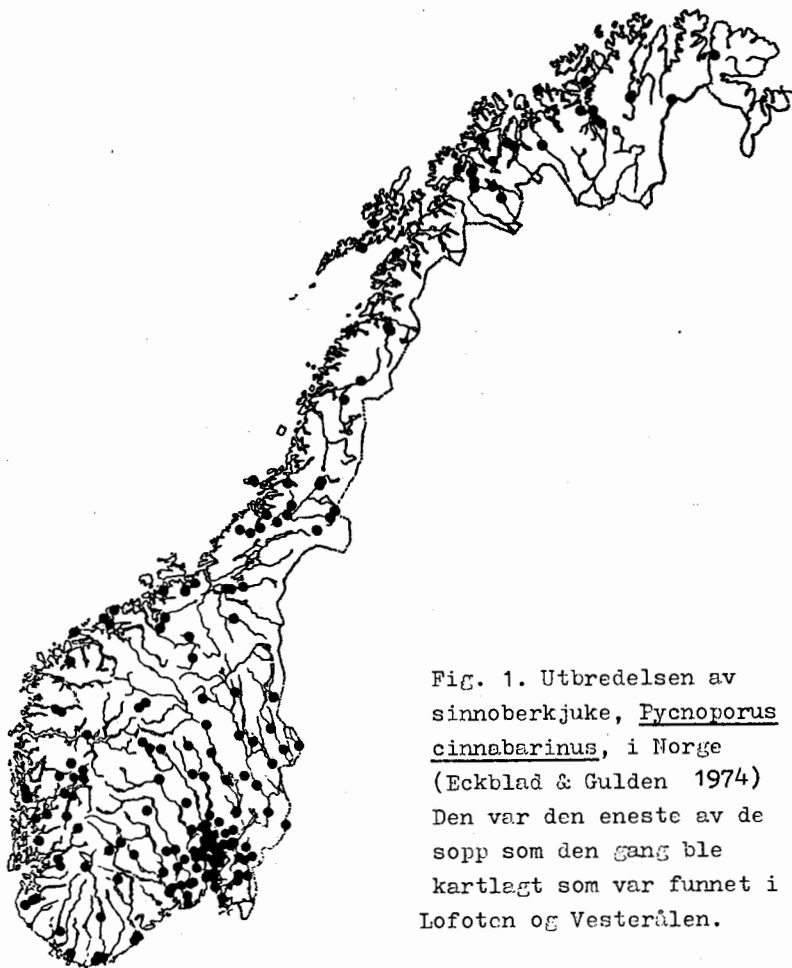 Fig. 1. Utbredelsen av
sinnoberkjuke, Pycnoporus
cinnabarinus, i Norge
(Eckblad & Gulden 1974)
Den var den eneste av de
sopp som den gang ble
kartlagt som var funnet i
Lofoten og Vesterålen.